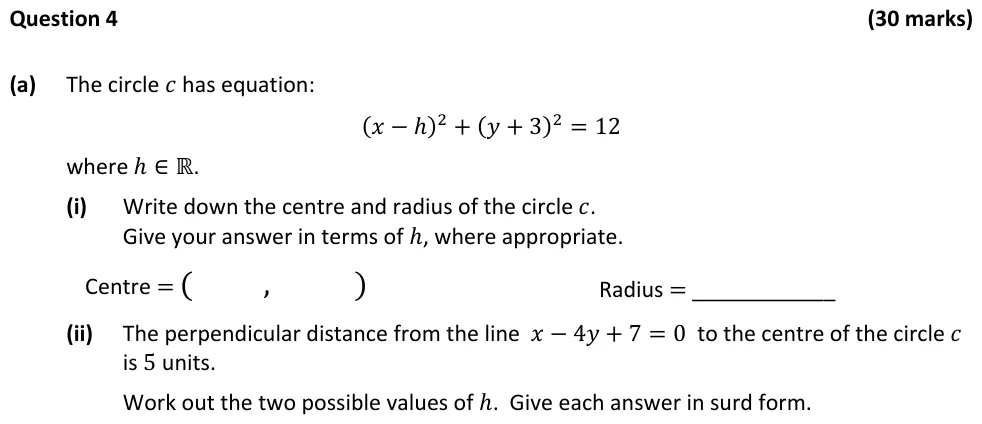 Question 4 (30 marks)
(a) The circle c has equation:
(x − h)² + (y + 3)² = 12
where h ∈ ℝ.
(i) Write down the centre and radius of the circle c.
Give your answer in terms of h, where appropriate.
Centre = ( , ) Radius = ____________
(ii) The perpendicular distance from the line x − 4y + 7 = 0 to the centre of the circle c
is 5 units.
Work out the two possible values of h. Give each answer in surd form.